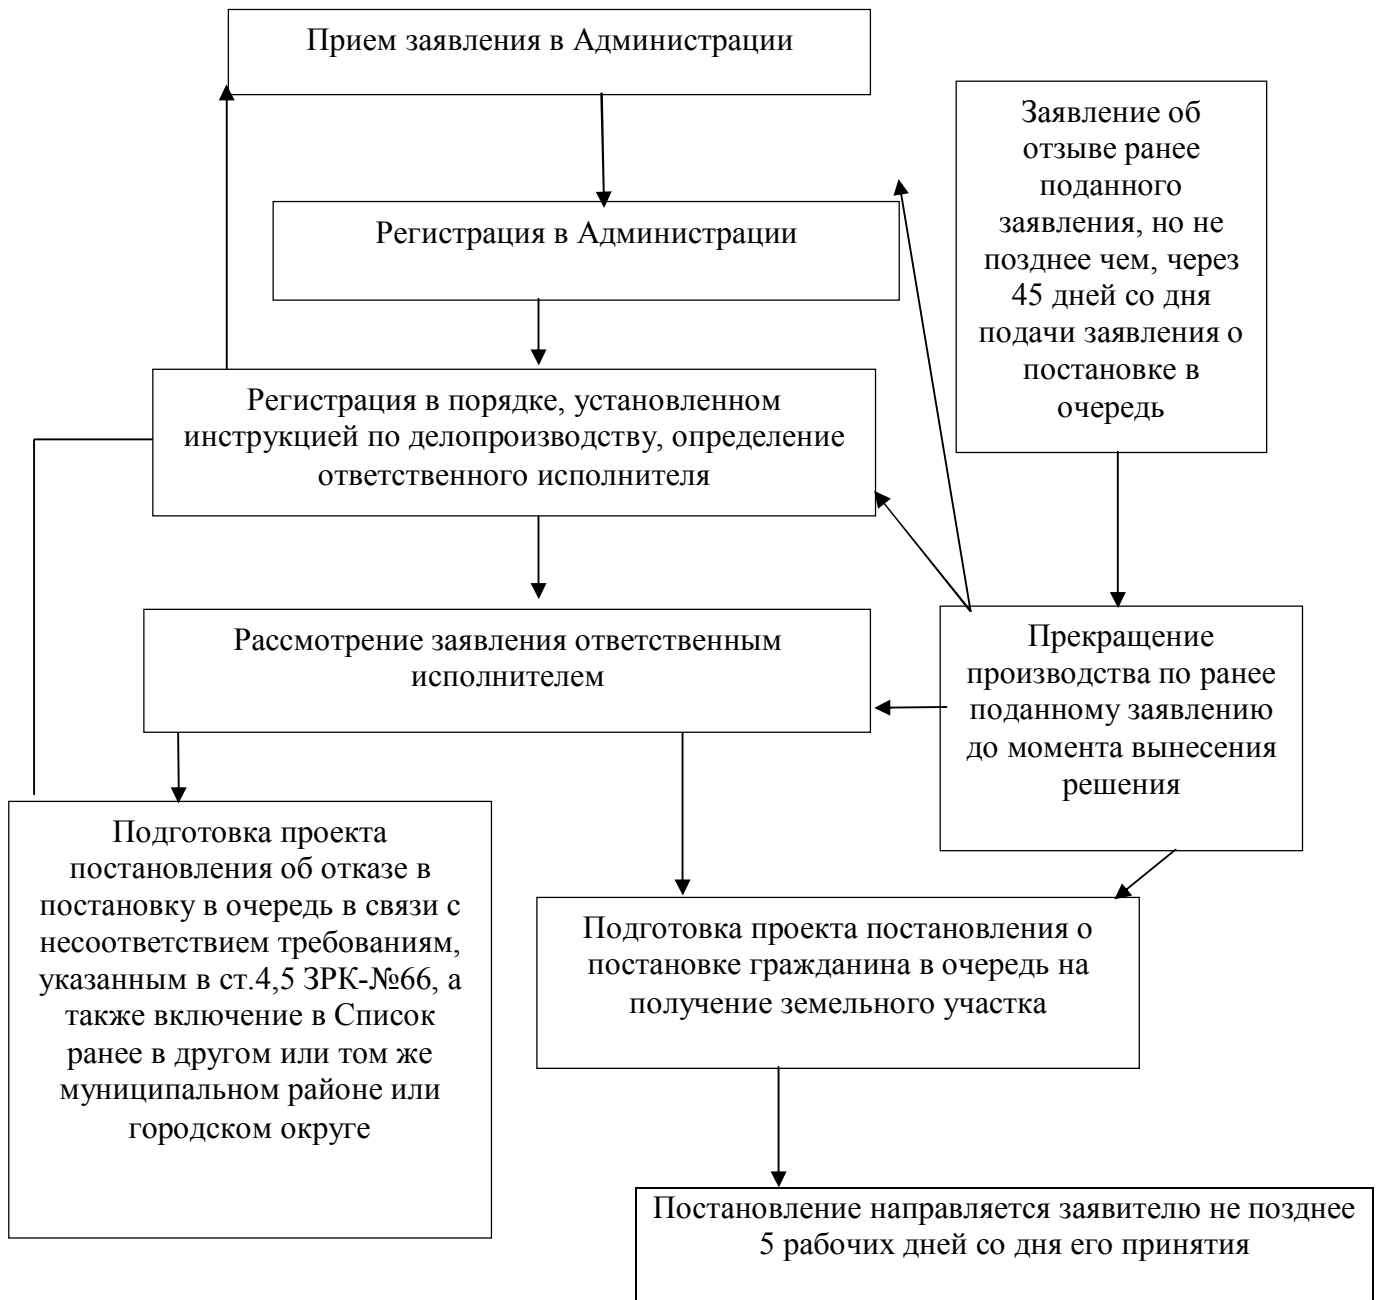 Прием заявления в Администрации
Заявление об
отзыве ранее
поданного
заявления, но не
позднее чем, через
45 дней со дня
подачи заявления о
постановке в
очередь
Регистрация в Администрации
Регистрация в порядке, установленном
инструкцией по делопроизводству, определение
ответственного исполнителя
Рассмотрение заявления ответственным
исполнителем
Прекращение
производства по ранее
поданному заявлению
до момента вынесения
решения
Подготовка проекта
постановления об отказе в
постановку в очередь в связи с
несоответствием требованиям,
указанным в ст.4,5 ЗРК-№66, а
также включение в Список
ранее в другом или том же
муниципальном районе или
городском округе
Подготовка проекта постановления о
постановке гражданина в очередь на
получение земельного участка
Постановление направляется заявителю не позднее
5 рабочих дней со дня его принятия